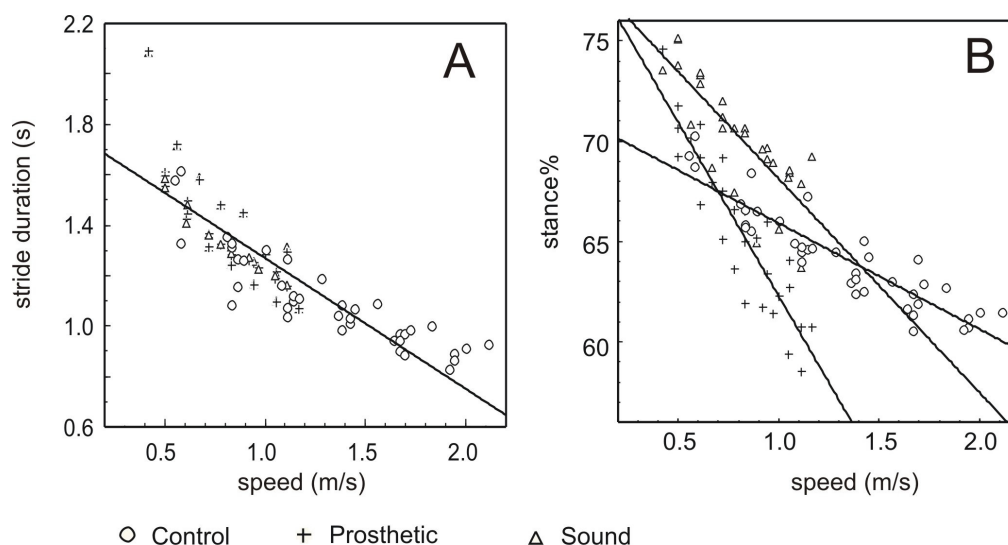 A
2.2
1.8
1.4
1.0
0.6
stride duration (s)
0.5 1.0 1.5 2.0
speed (m/s)
B
75
70
65
60
stance%
0.5 1.0 1.5 2.0
speed (m/s)
Control Prosthetic Sound